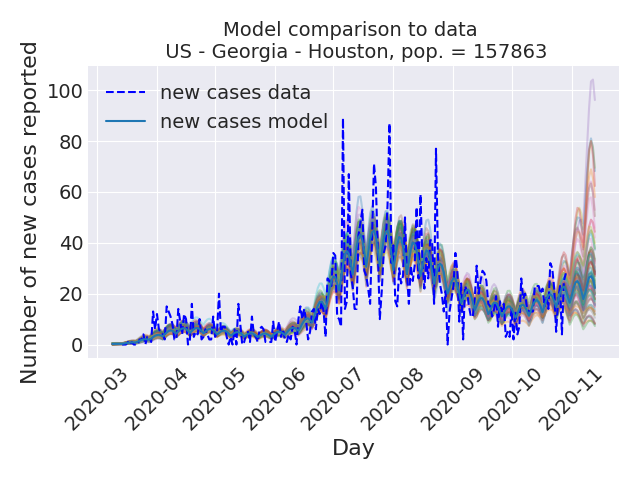 Model comparison to data
US - Georgia - Houston, pop. = 157863
Number of new cases reported
100
80
60
40
20
0
new cases data
new cases model
2020-03
2020-04
2020-05
2020-06
2020-07
2020-08
2020-09
2020-10
2020-11
Day